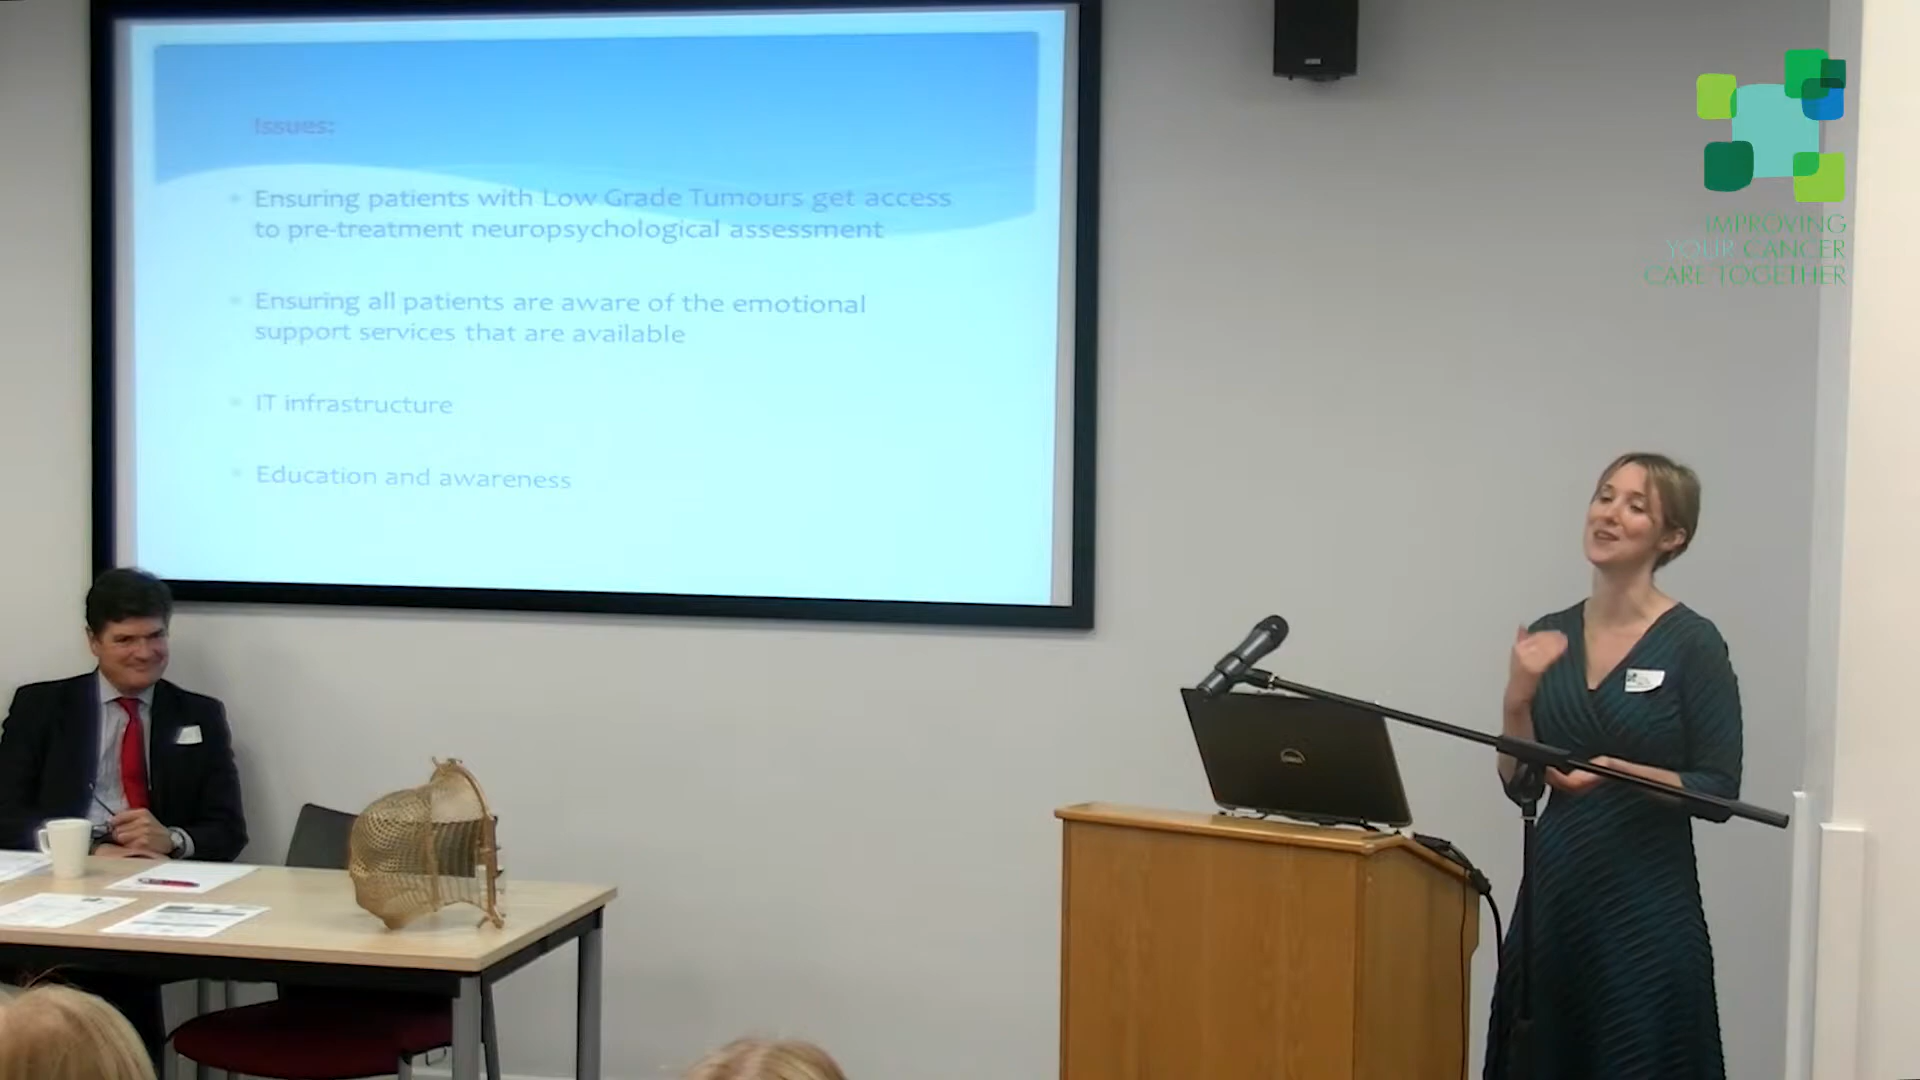 Issues:
Ensuring patients with Low Grade Tumours get access
to pre-treatment neuropsychological assessment
Ensuring all patients are aware of the emotional
support services that are available
IT infrastructure
Education and awareness
IMPROVING
YOUR CANCER
CARE TOGETHER
DELL